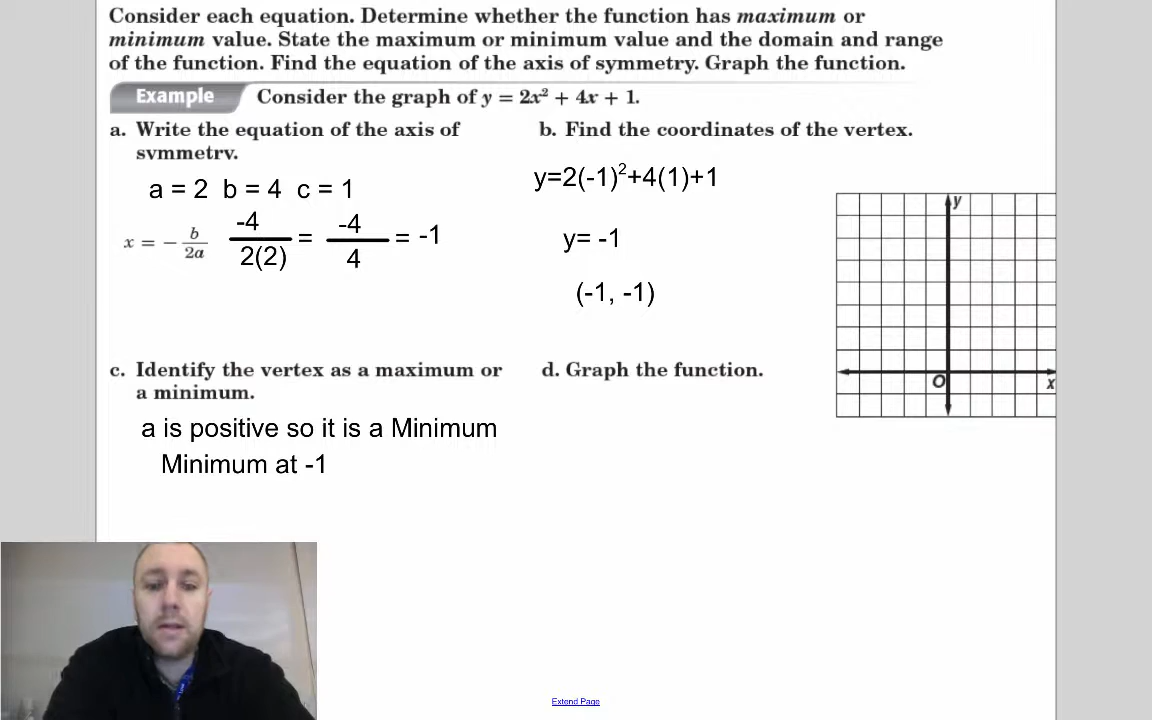 Consider each equation. Determine whether the function has maximum or
minimum value. State the maximum or minimum value and the domain and range
of the function. Find the equation of the axis of symmetry. Graph the function.
Example Consider the graph of y = 2x² + 4x + 1.
a. Write the equation of the axis of
symmetry.
a = 2 b = 4 c = 1
x = - b/2a -4/2(2) = -4/4 = -1
b. Find the coordinates of the vertex.
y=2(-1)²+4(1)+1
y= -1
(-1, -1)
y
O
x
c. Identify the vertex as a maximum or
a minimum.
a is positive so it is a Minimum
Minimum at -1
d. Graph the function.
Extend Page